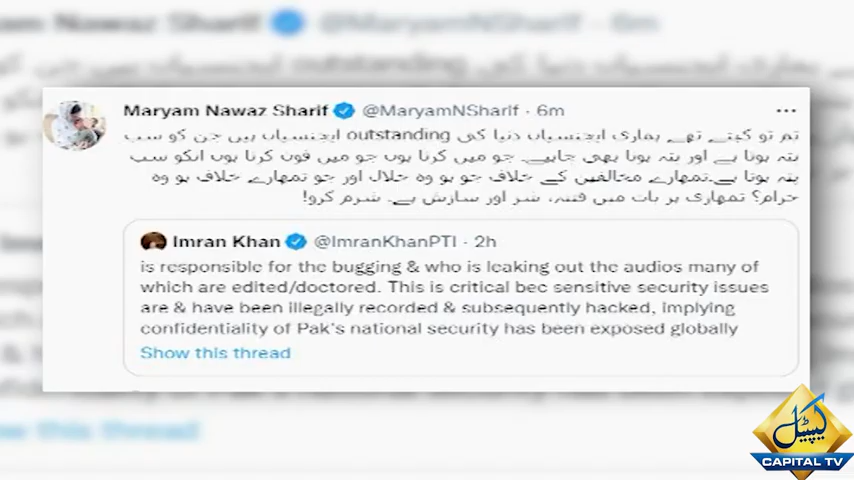 Maryam Nawaz Sharif @MaryamNSharif · 6m
تم تو کہتے تھے ہماری ایجنسیاں دنیا کی outstanding ایجنسیاں ہیں جن کو سب
پتہ ہوتا ہے اور پتہ ہونا بھی چاہیے۔ جو میں کرتا ہوں جو میں فون کرتا ہوں انکو سب
پتہ ہوتا ہے۔تمھارے مخالفین کے خلاف جو ہو وہ حلال اور جو تمھارے خلاف ہو وہ
حرام؟ تمھاری ہر بات میں فتنہ، شر اور سازش ہے۔ شرم کرو!
Imran Khan @ImranKhanPTI · 2h
is responsible for the bugging & who is leaking out the audios many of
which are edited/doctored. This is critical bec sensitive security issues
are & have been illegally recorded & subsequently hacked, implying
confidentiality of Pak's national security has been exposed globally
Show this thread
کیپیٹل
CAPITAL TV